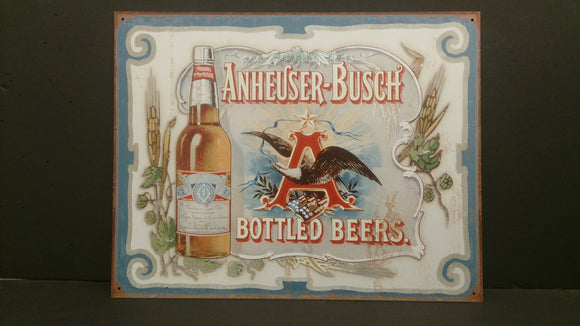 ANHEUSER-BUSCH
A
BOTTLED BEERS.